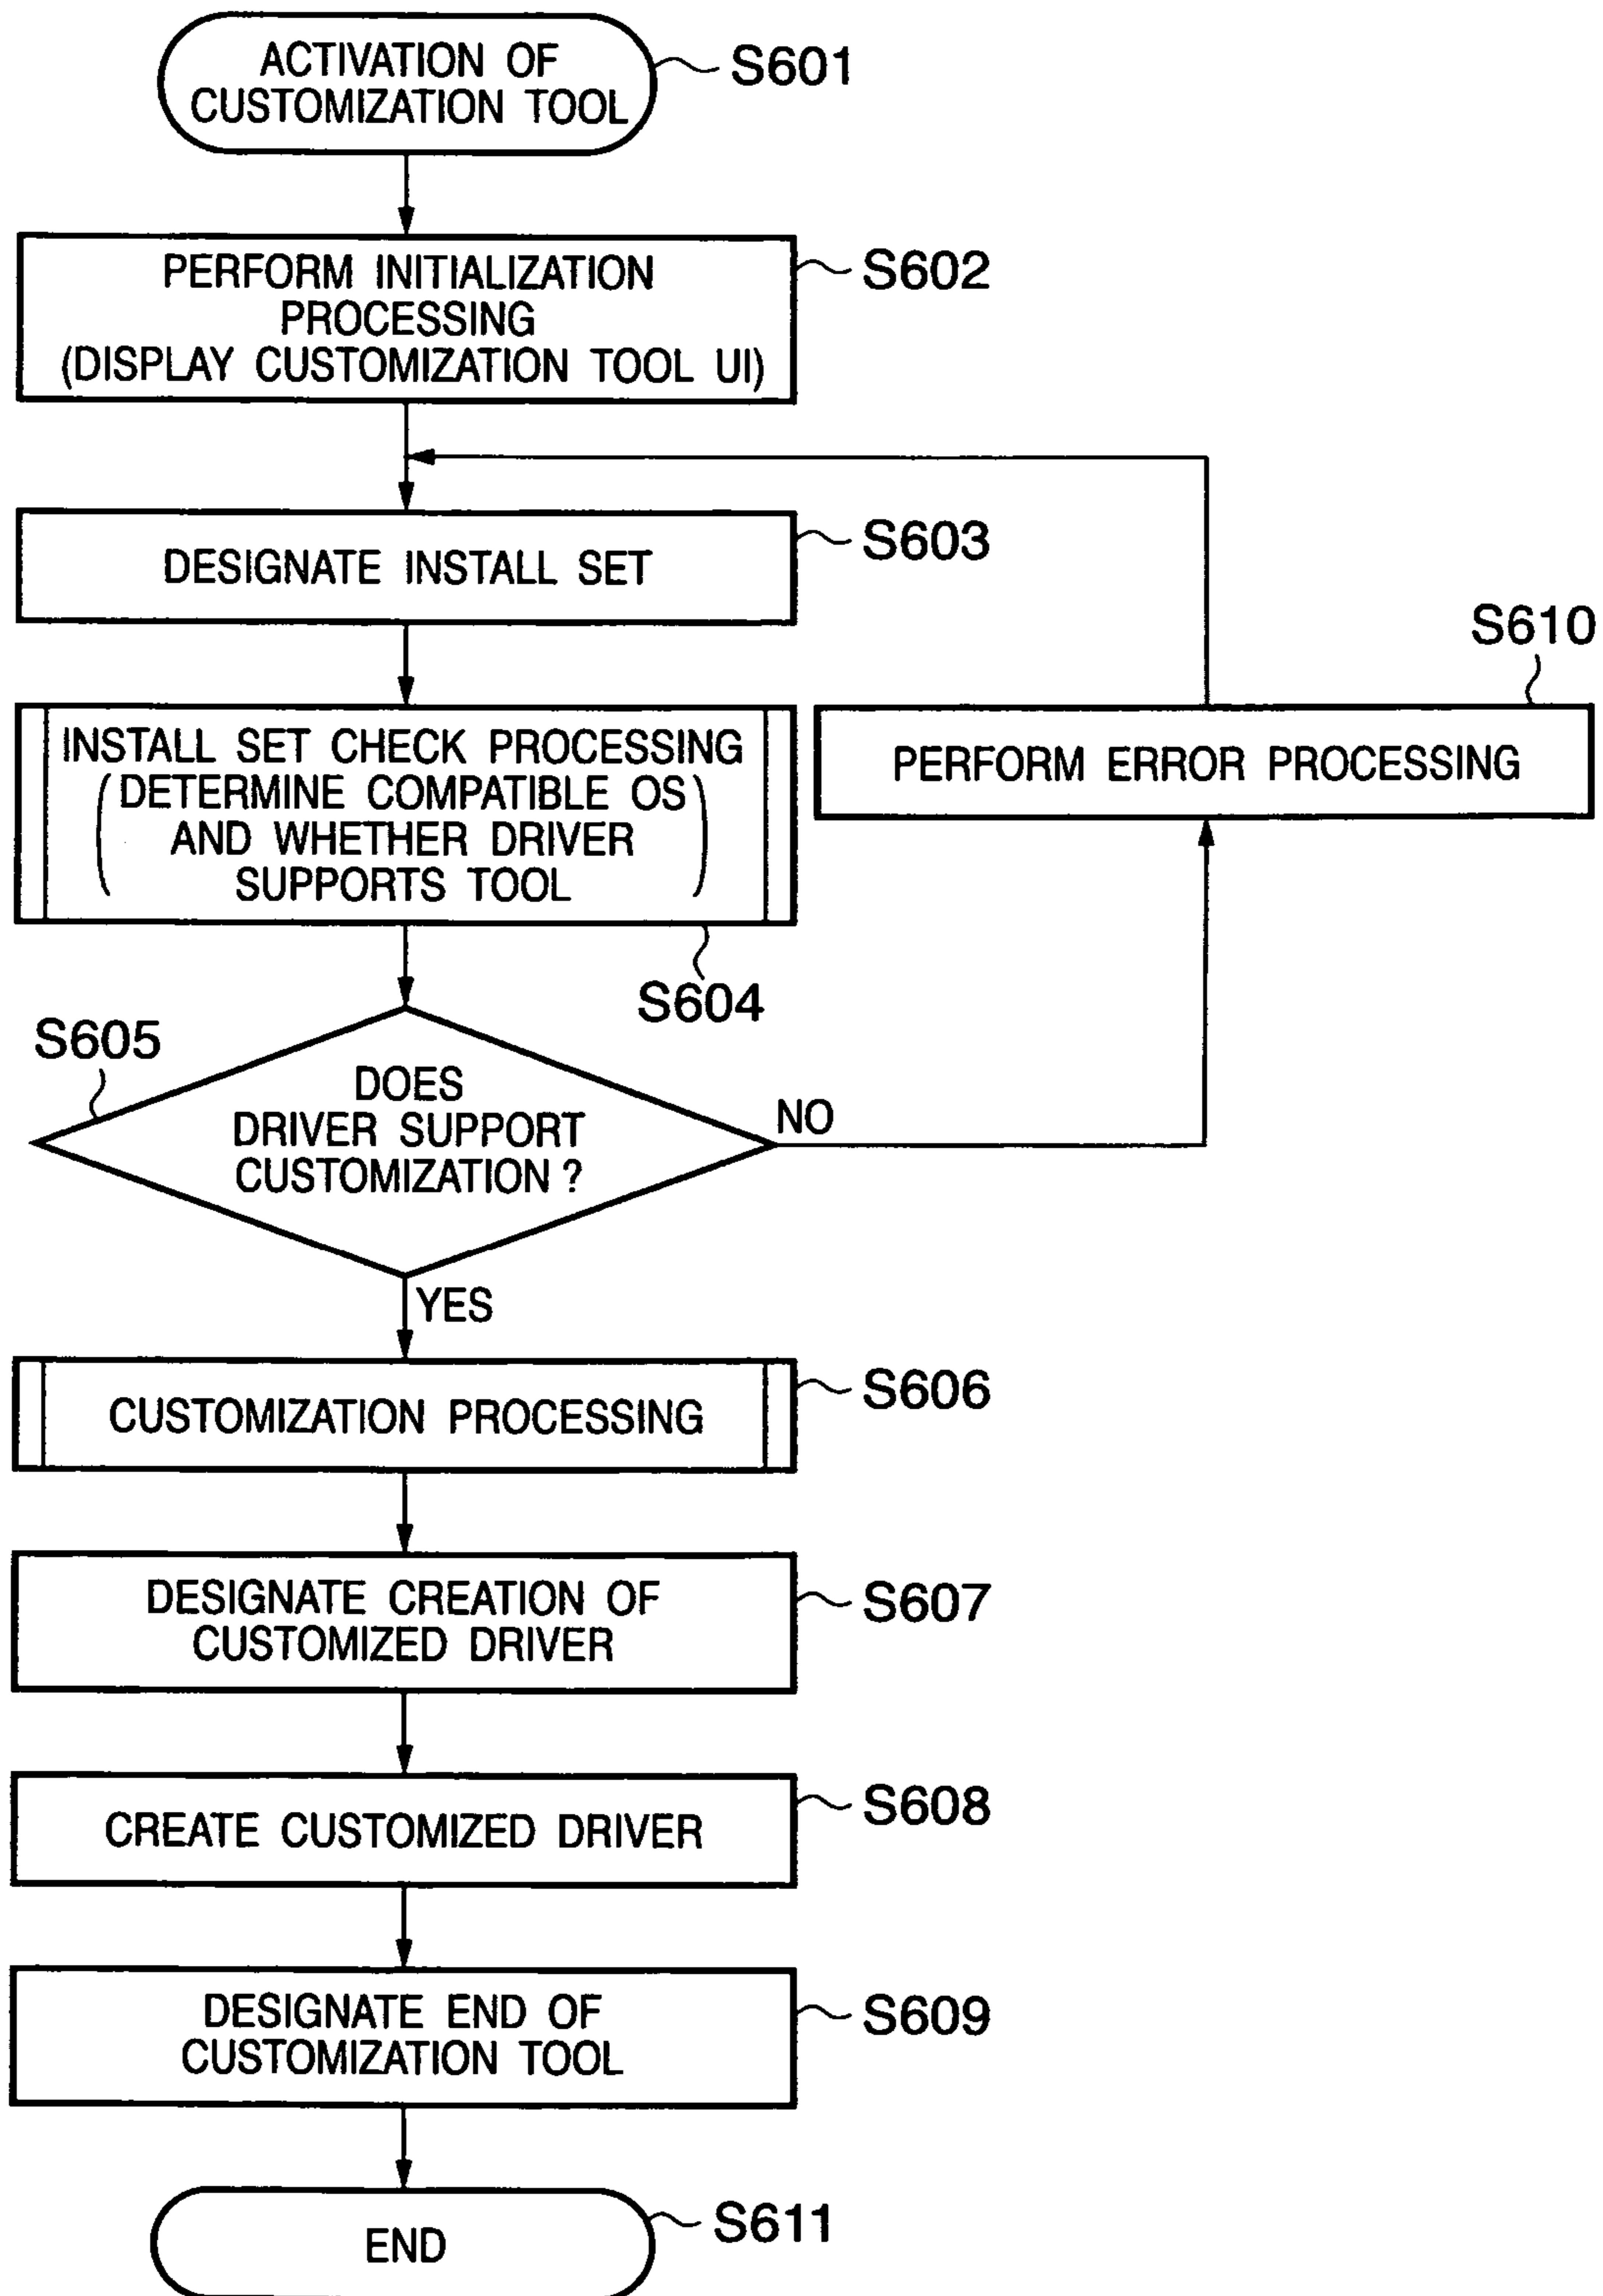 ACTIVATION OF
CUSTOMIZATION TOOL
S601
PERFORM INITIALIZATION
PROCESSING
(DISPLAY CUSTOMIZATION TOOL UI)
S602
DESIGNATE INSTALL SET
S603
INSTALL SET CHECK PROCESSING
(DETERMINE COMPATIBLE OS
AND WHETHER DRIVER
SUPPORTS TOOL)
S604
S610
PERFORM ERROR PROCESSING
S605
DOES
DRIVER SUPPORT
CUSTOMIZATION ?
NO
YES
CUSTOMIZATION PROCESSING
S606
DESIGNATE CREATION OF
CUSTOMIZED DRIVER
S607
CREATE CUSTOMIZED DRIVER
S608
DESIGNATE END OF
CUSTOMIZATION TOOL
S609
END
S611